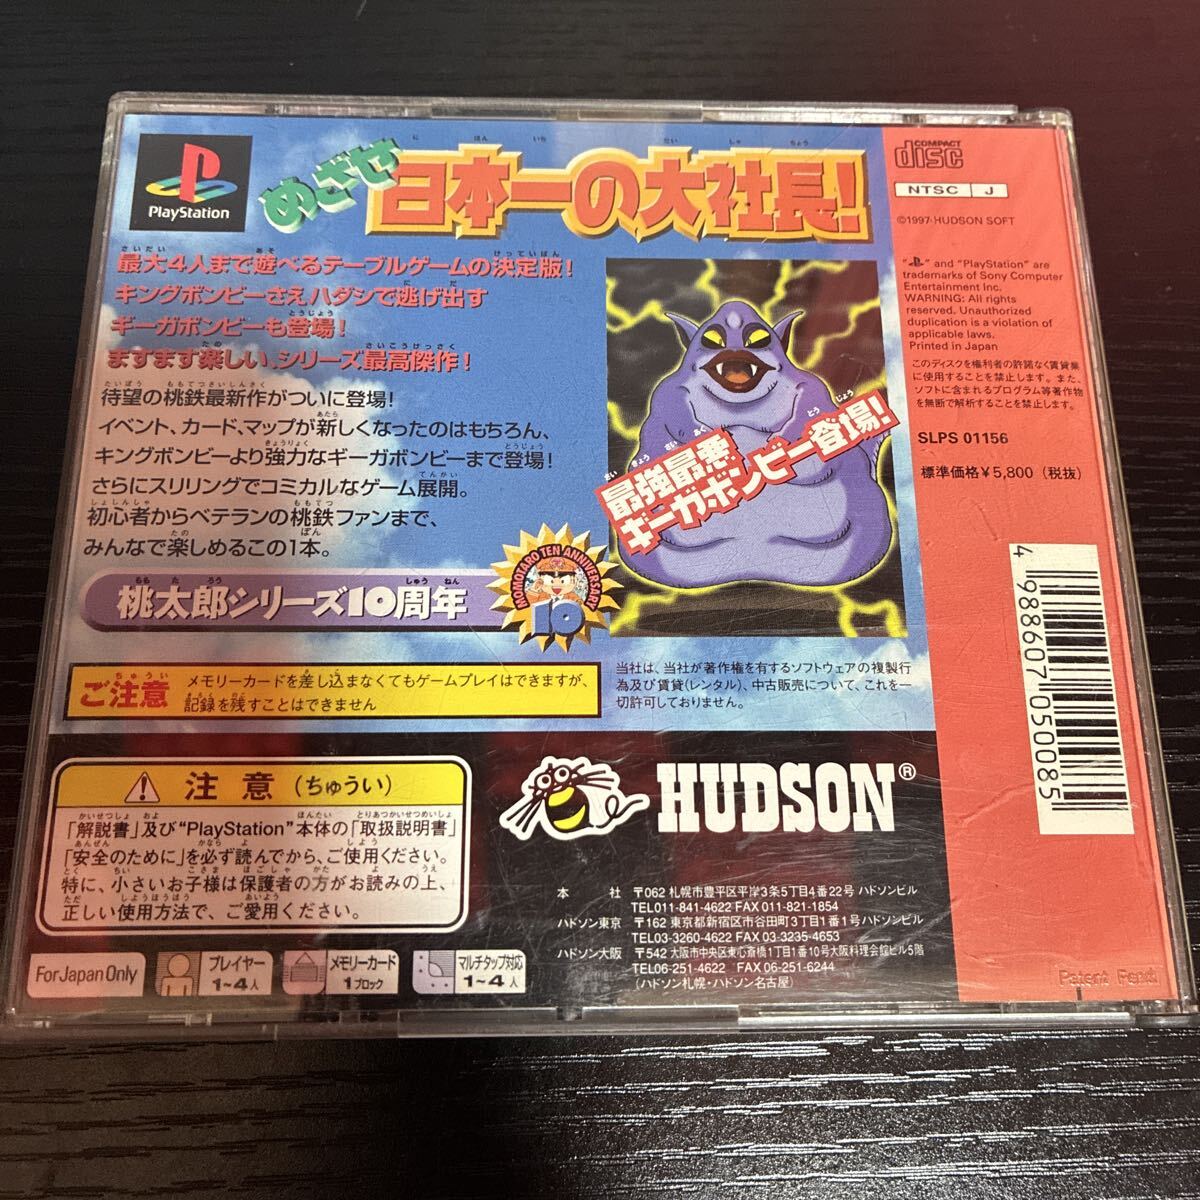 PlayStation
めざせ
日本一の大社長!
にほんいち だいしゃちょう
最大4人まで遊べるテーブルゲームの決定版!
キングボンビーさえ、ハダシで逃げ出す
ギーガボンビーも登場!
ますます楽しい、シリーズ最高傑作!
待望の桃鉄最新作がついに登場!
イベント、カード、マップが新しくなったのはもちろん、
キングボンビーより強力なギーガボンビーまで登場!
さらにスリリングでコミカルなゲーム展開。
初心者からベテランの桃鉄ファンまで、
みんなで楽しめるこの1本。
桃太郎シリーズ10周年
MOMOTARO TEN ANNIVERSARY
10
最強最悪
ギーガボンビー登場!
ご注意
メモリーカードを差し込まなくてもゲームプレイはできますが、
記録を残すことはできません
当社は、当社が著作権を有するソフトウェアの複製行
為及び賃貸(レンタル)、中古販売について、これを一
切許可しておりません。
COMPACT
disc
NTSC J
©1997·HUDSON SOFT
" " and "PlayStation" are
trademarks of Sony Computer
Entertainment Inc.
WARNING: All rights
reserved. Unauthorized
duplication is a violation of
applicable laws.
Printed in Japan
このディスクを権利者の許諾なく賃貸業
に使用することを禁止します。また、
ソフトに含まれるプログラム等著作物
を無断で解析することを禁止します。
SLPS 01156
標準価格¥5,800(税抜)
4 988607 050085
注意(ちゅうい)
「解説書」及び"PlayStation"本体の「取扱説明書」
「安全のために」を必ず読んでから、ご使用ください。
特に、小さいお子様は保護者の方がお読みの上、
正しい使用方法で、ご愛用ください。
HUDSON®
本 社 〒062 札幌市豊平区平岸3条5丁目4番22号 ハドソンビル
TEL011-841-4622 FAX 011-821-1854
ハドソン東京 〒162 東京都新宿区市谷田町3丁目1番1号ハドソンビル
TEL03-3260-4622 FAX 03-3235-4653
ハドソン大阪 〒542 大阪市中央区東心斎橋1丁目1番10号大阪料理会館ビル5階
TEL06-251-4622 FAX 06-251-6244
(ハドソン札幌・ハドソン名古屋)
For Japan Only
プレイヤー
1~4人
メモリーカード
1ブロック
マルチタップ対応
1~4人
Patent Pend